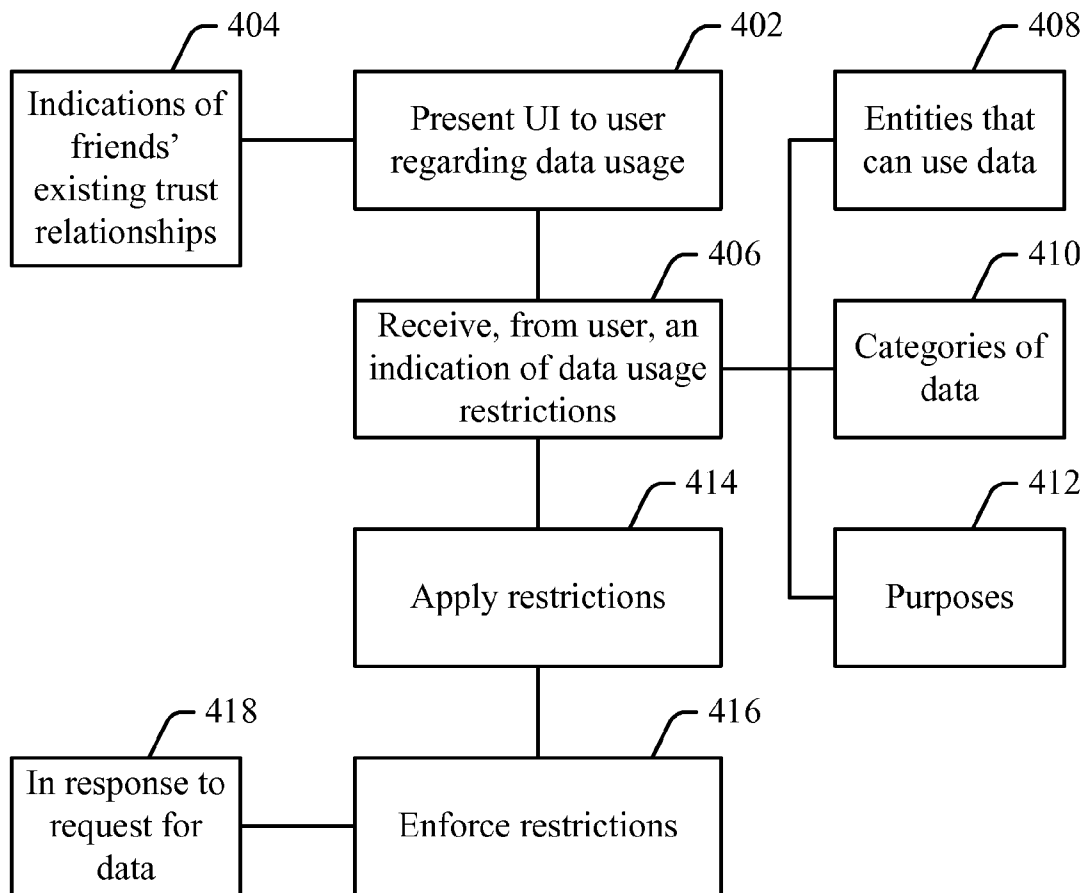 404
Indications of
friends’
existing trust
relationships
402
Present UI to user
regarding data usage
408
Entities that
can use data
406
Receive, from user, an
indication of data usage
restrictions
410
Categories of
data
414
Apply restrictions
412
Purposes
418
In response to
request for
data
416
Enforce restrictions